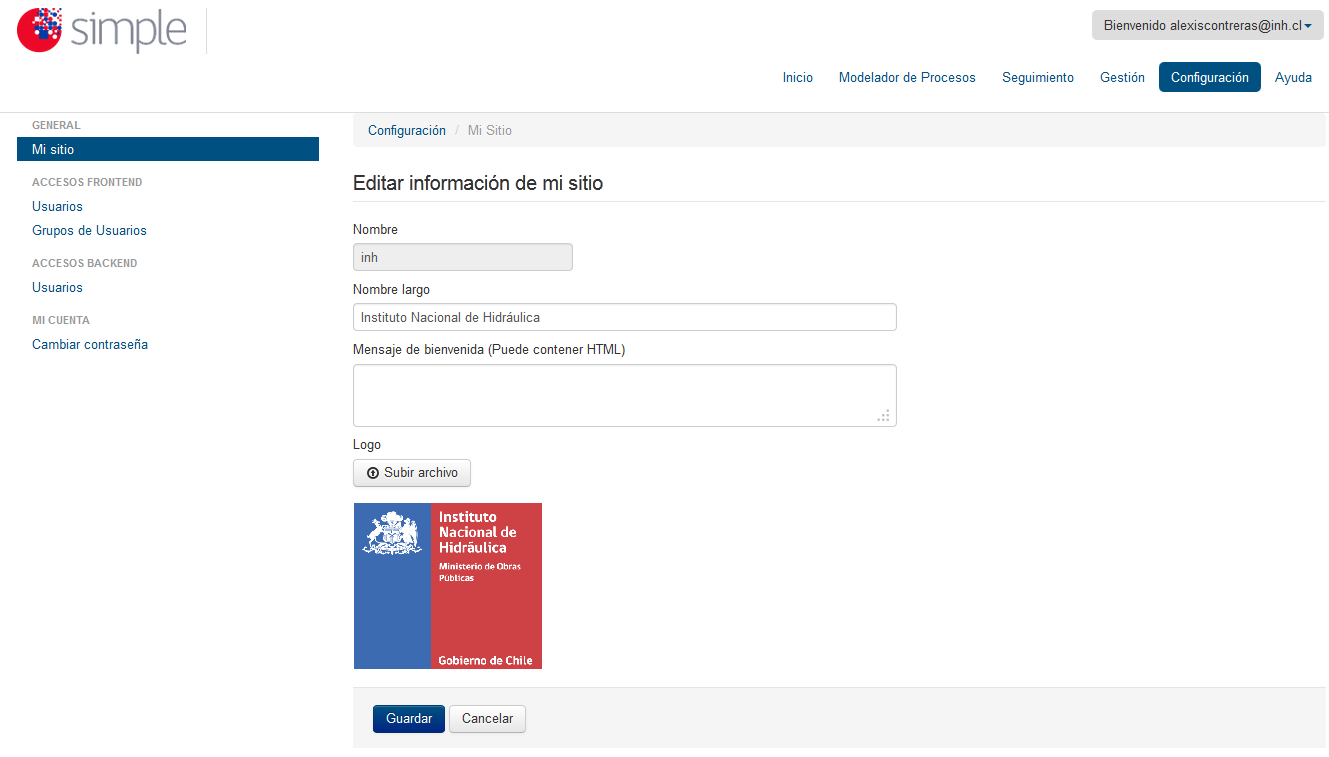 simple
Bienvenido alexiscontreras@inh.cl
Inicio Modelador de Procesos Seguimiento Gestión Configuración Ayuda
GENERAL
Mi sitio
ACCESOS FRONTEND
Usuarios
Grupos de Usuarios
ACCESOS BACKEND
Usuarios
MI CUENTA
Cambiar contraseña
Configuración / Mi Sitio
Editar información de mi sitio
Nombre
inh
Nombre largo
Instituto Nacional de Hidráulica
Mensaje de bienvenida (Puede contener HTML)
Logo
Subir archivo
Instituto
Nacional de
Hidráulica
Ministerio de Obras
Públicas
Gobierno de Chile
Guardar Cancelar